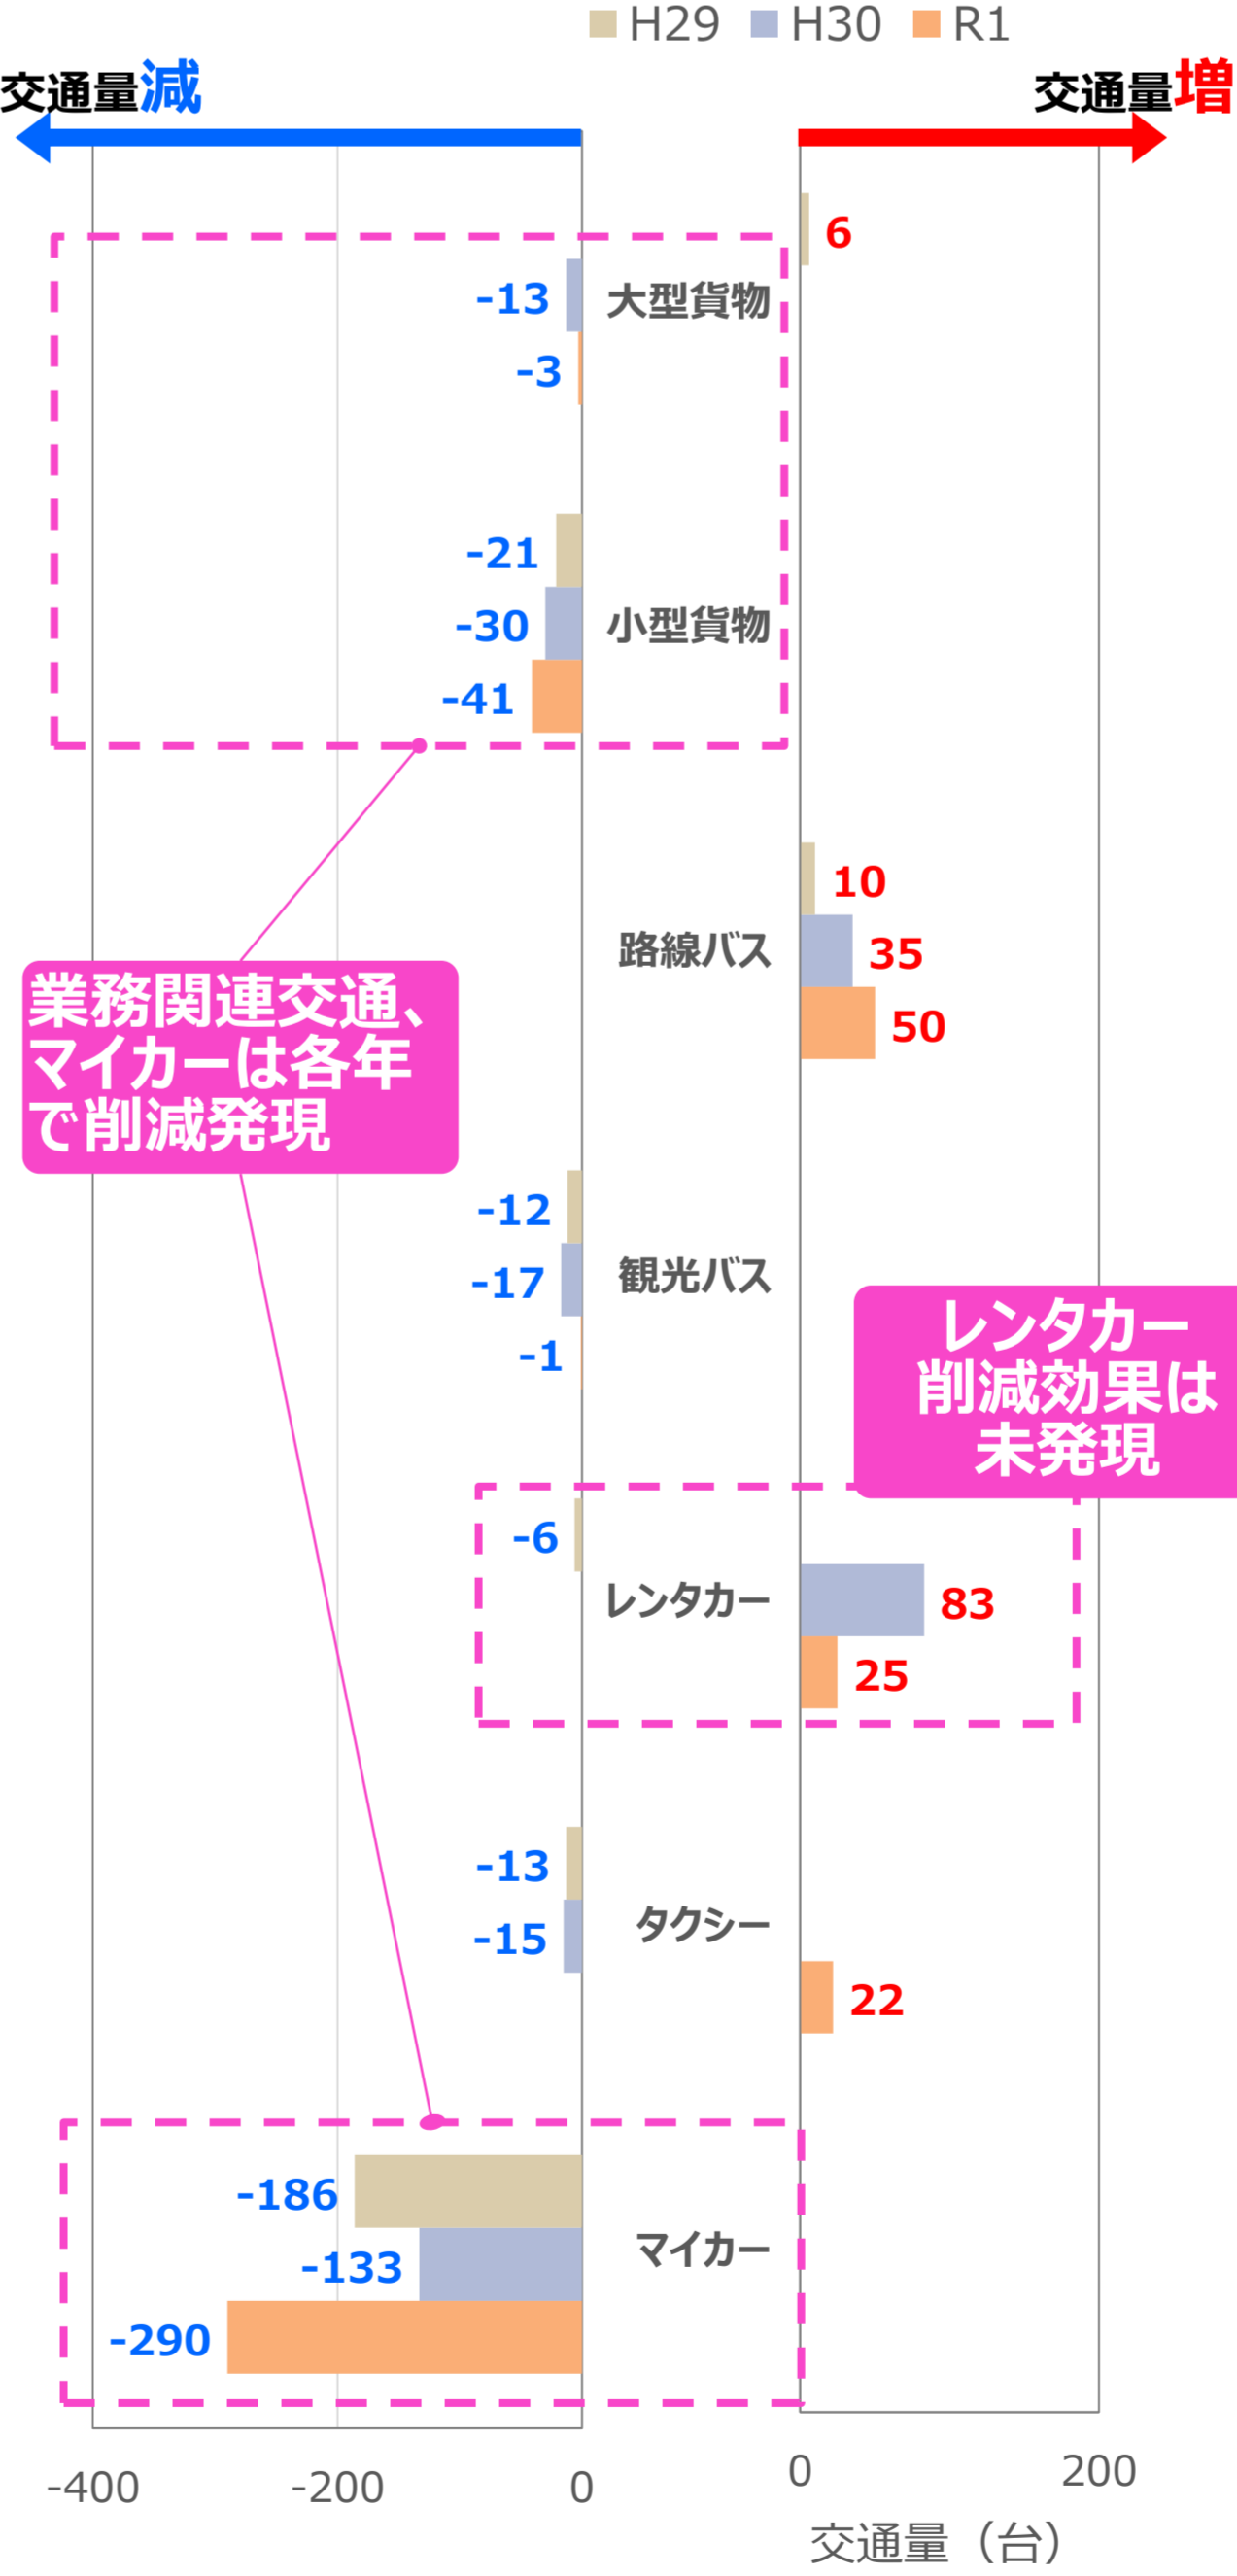 H29 H30 R1
交通量減
交通量増
6
-13
大型貨物
-3
-21
-30
小型貨物
-41
10
路線バス
35
50
業務関連交通、
マイカーは各年
で削減発現
-12
-17
観光バス
-1
レンタカー
削減効果は
未発現
-6
レンタカー
83
25
-13
-15
タクシー
22
-186
-133
マイカー
-290
-400 -200 0
0 200
交通量（台）